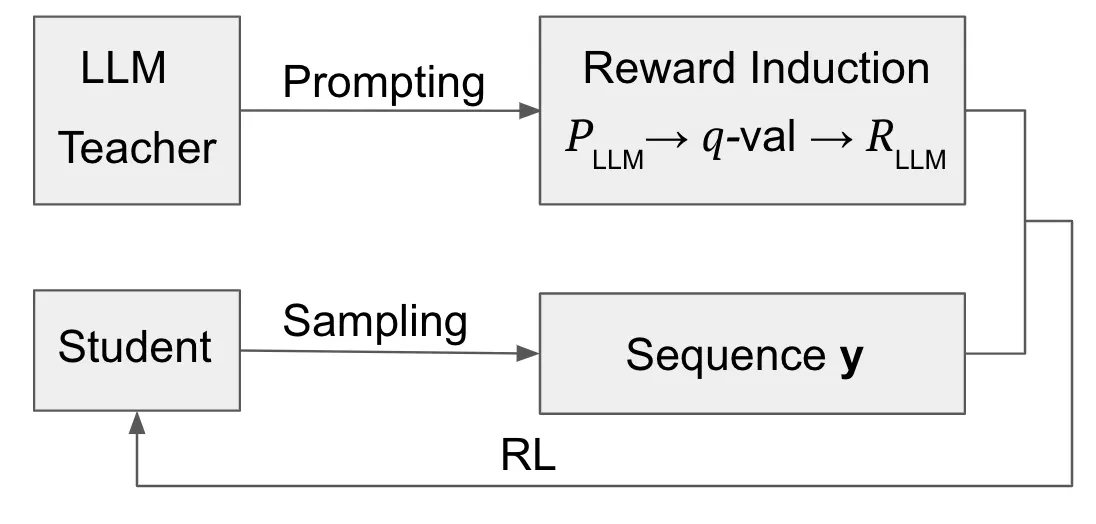 LLM
Teacher
Prompting
Reward Induction
P_LLM → q-val → R_LLM
Student
Sampling
Sequence y
RL